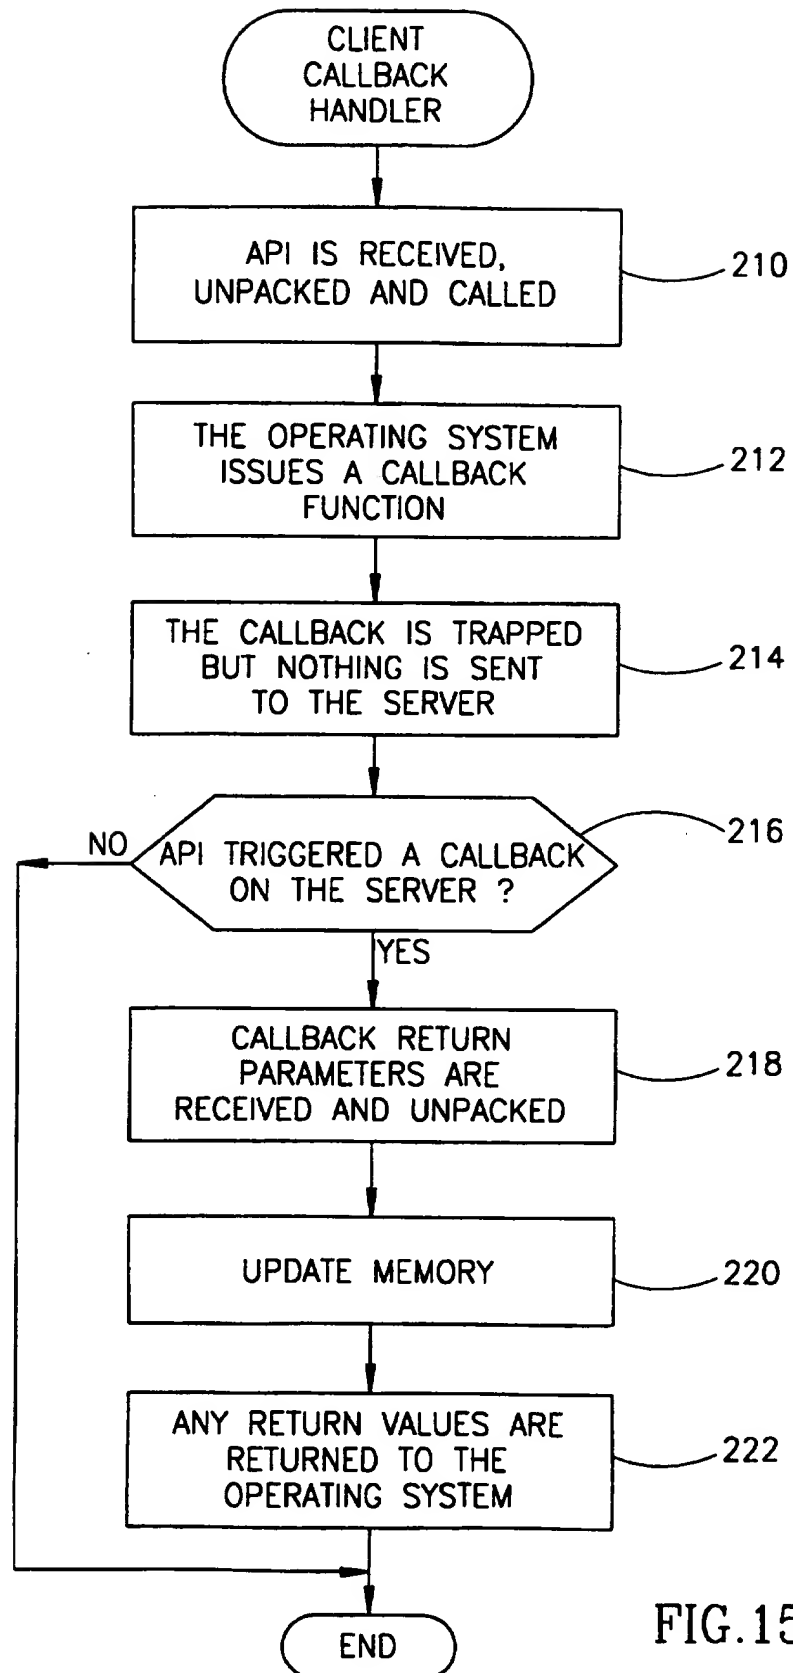 CLIENT
CALLBACK
HANDLER
API IS RECEIVED,
UNPACKED AND CALLED
210
THE OPERATING SYSTEM
ISSUES A CALLBACK
FUNCTION
212
THE CALLBACK IS TRAPPED
BUT NOTHING IS SENT
TO THE SERVER
214
NO
API TRIGGERED A CALLBACK
ON THE SERVER ?
216
YES
CALLBACK RETURN
PARAMETERS ARE
RECEIVED AND UNPACKED
218
UPDATE MEMORY
220
ANY RETURN VALUES ARE
RETURNED TO THE
OPERATING SYSTEM
222
END
FIG.15